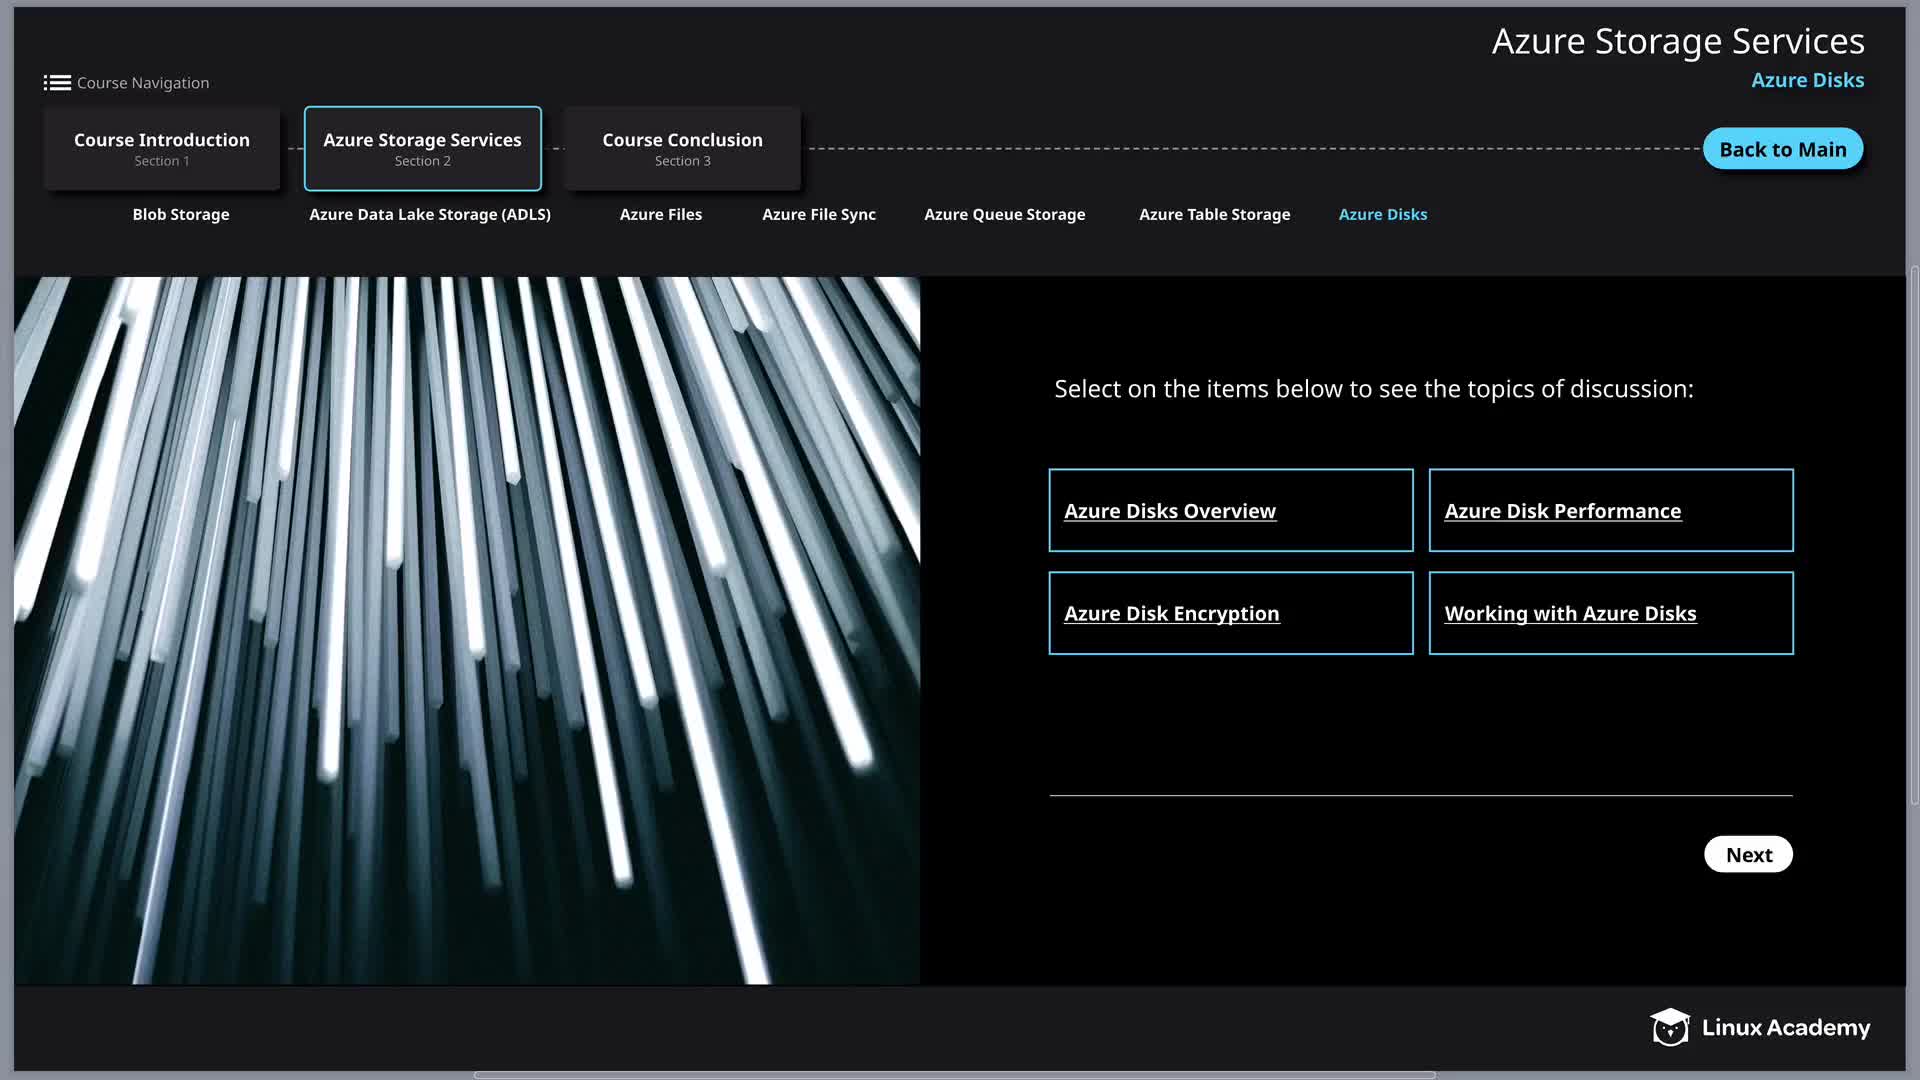 Azure Storage Services
Azure Disks
Course Navigation
Course Introduction
Section 1
Azure Storage Services
Section 2
Course Conclusion
Section 3
Back to Main
Blob Storage
Azure Data Lake Storage (ADLS)
Azure Files
Azure File Sync
Azure Queue Storage
Azure Table Storage
Azure Disks
Select on the items below to see the topics of discussion:
Azure Disks Overview
Azure Disk Performance
Azure Disk Encryption
Working with Azure Disks
Next
Linux Academy